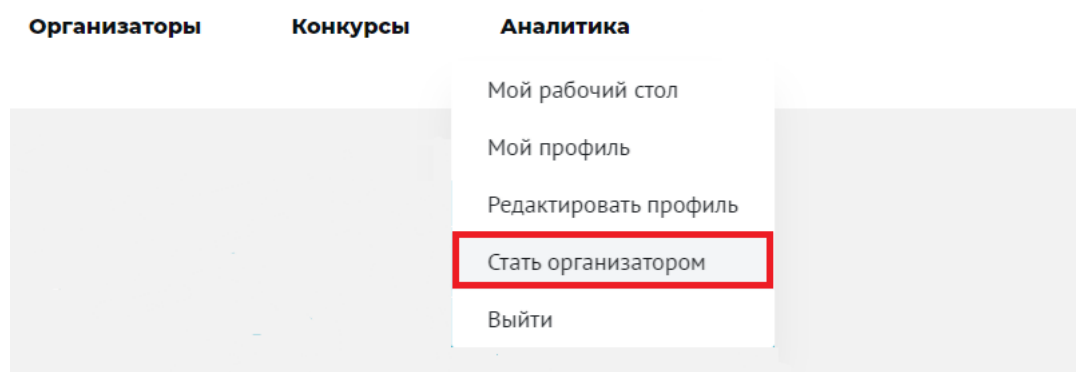 Организаторы Конкурсы Аналитика
Мой рабочий стол
Мой профиль
Редактировать профиль
Стать организатором
Выйти